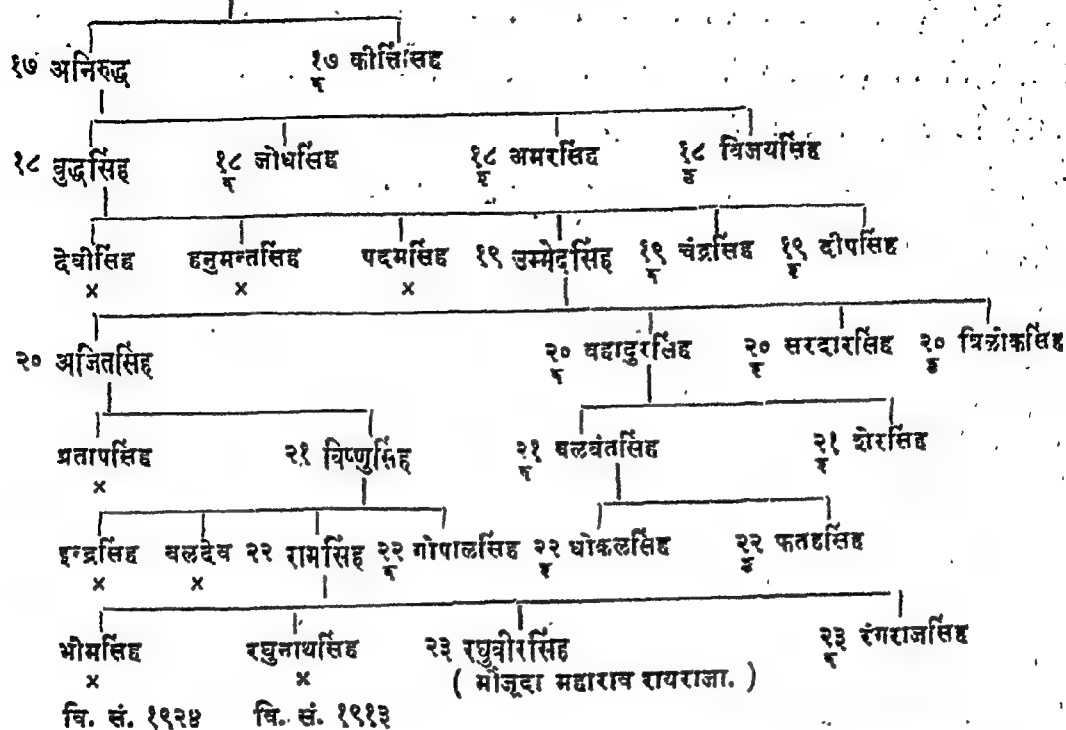 १७ अनिरुद्ध १७ क कीर्त्तिसिंह
१८ बुद्धसिंह १८ क जोधसिंह १८ ख अमरसिंह १८ ग विजयसिंह
देवीसिंह हनुमन्तसिंह पदमसिंह १९ उम्मेदसिंह १९ क चंद्रसिंह १९ ख दीपसिंह
× × ×
२० अजितसिंह २० क बहादुरसिंह २० ख सरदारसिंह २० ग त्रिलोकसिंह
प्रतापसिंह २१ विष्णुसिंह २१ क बलवंतसिंह २१ ख शेरसिंह
×
इन्द्रसिंह बलदेव २२ रामसिंह २२ क गोपालसिंह २२ ख धोकलसिंह २२ ग फतहसिंह
× ×
भीमसिंह रघुनाथसिंह २३ रघुवीरसिंह २३ क रंगराजसिंह
× × ( मौजूदा महाराव रायराजा. )
वि. सं. १९२४ वि. सं. १९१३